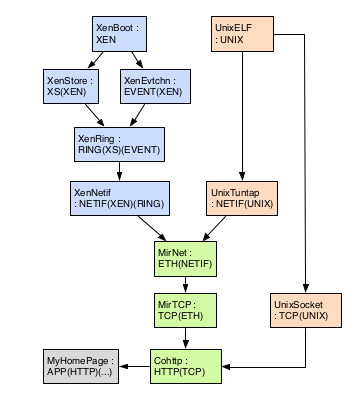 XenBoot :
XEN
UnixELF
: UNIX
XenStore :
XS(XEN)
XenEvtchn :
EVENT(XEN)
XenRing :
RING(XS)(EVENT)
XenNetif
: NETIF(XEN)(RING)
UnixTuntap
: NETIF(UNIX)
MirNet :
ETH(NETIF)
MirTCP :
TCP(ETH)
UnixSocket
: TCP(UNIX)
MyHomePage :
APP(HTTP)(...)
Cohttp :
HTTP(TCP)